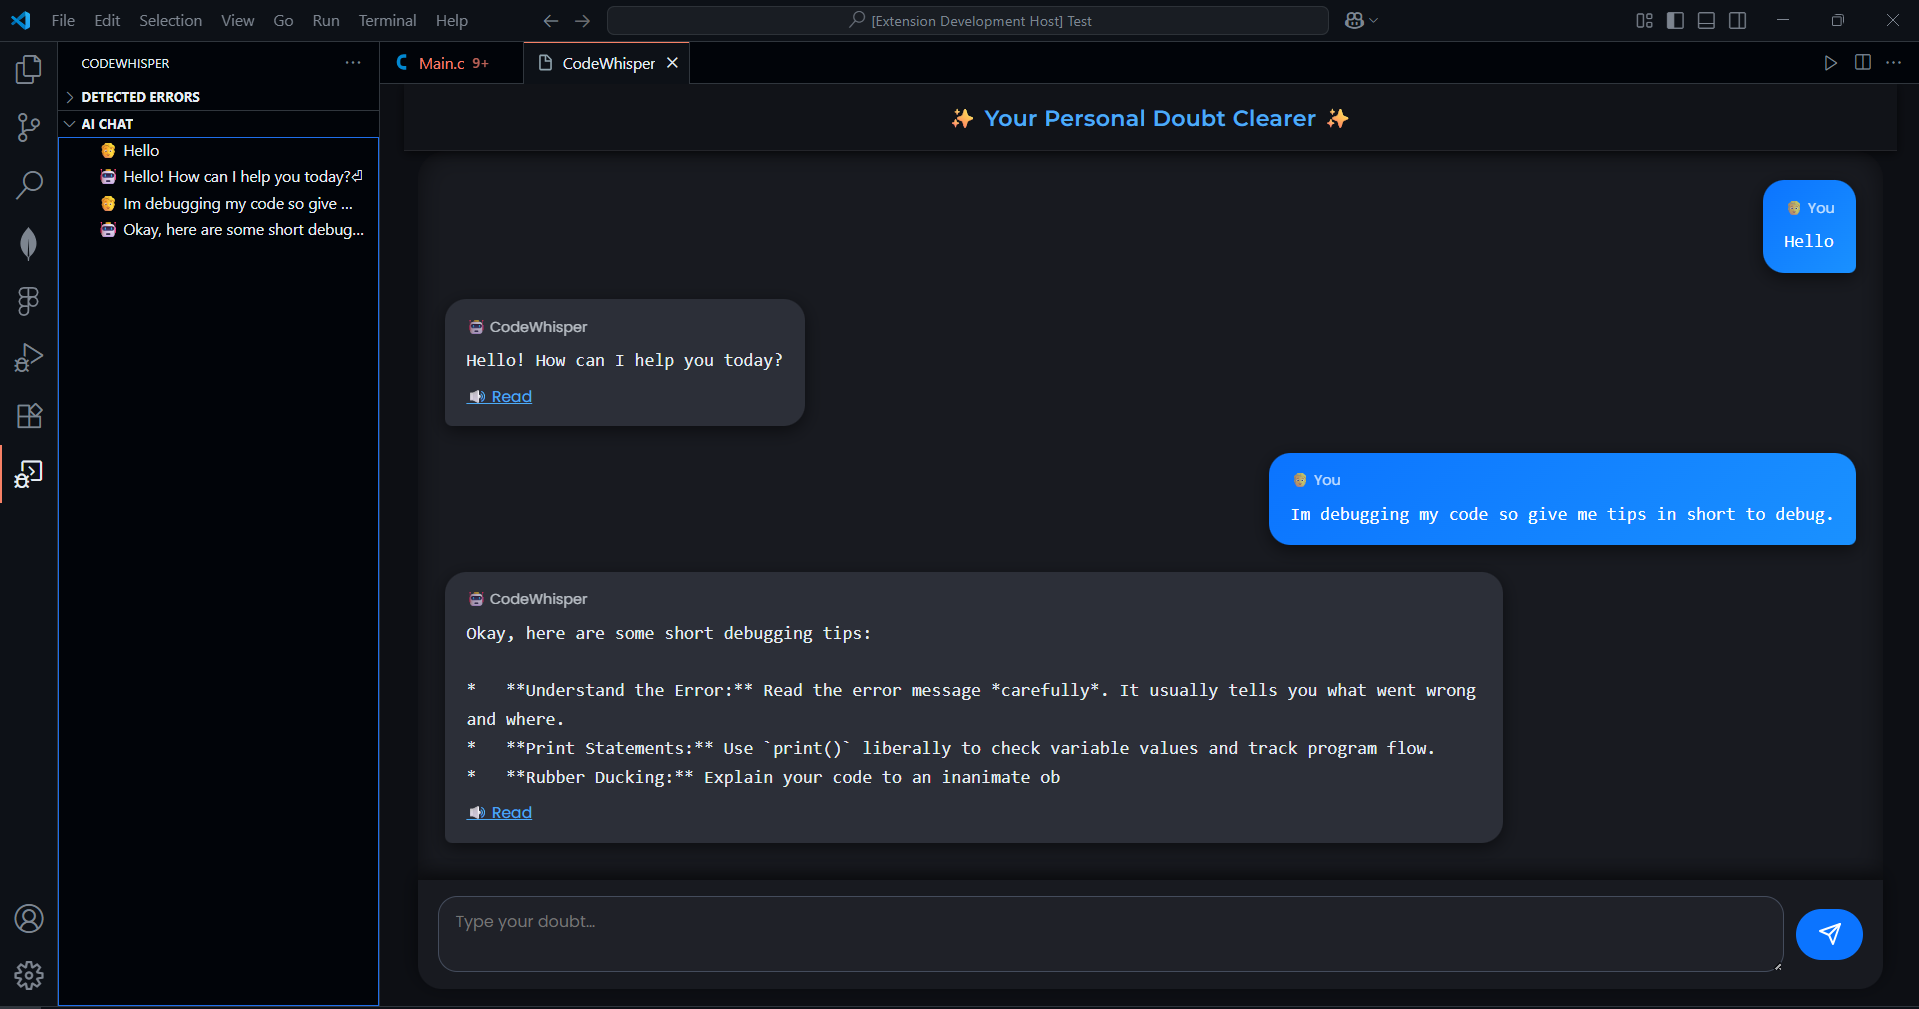 File Edit Selection View Go Run Terminal Help
[Extension Development Host] Test
CODEWHISPER
DETECTED ERRORS
AI CHAT
Hello
Hello! How can I help you today?⏎
Im debugging my code so give ...
Okay, here are some short debug...
Main.c 9+
CodeWhisper
✨ Your Personal Doubt Clearer ✨
You
Hello
CodeWhisper
Hello! How can I help you today?
Read
You
Im debugging my code so give me tips in short to debug.
CodeWhisper
Okay, here are some short debugging tips:
* **Understand the Error:** Read the error message *carefully*. It usually tells you what went wrong
and where.
* **Print Statements:** Use `print()` liberally to check variable values and track program flow.
* **Rubber Ducking:** Explain your code to an inanimate ob
Read
Type your doubt...